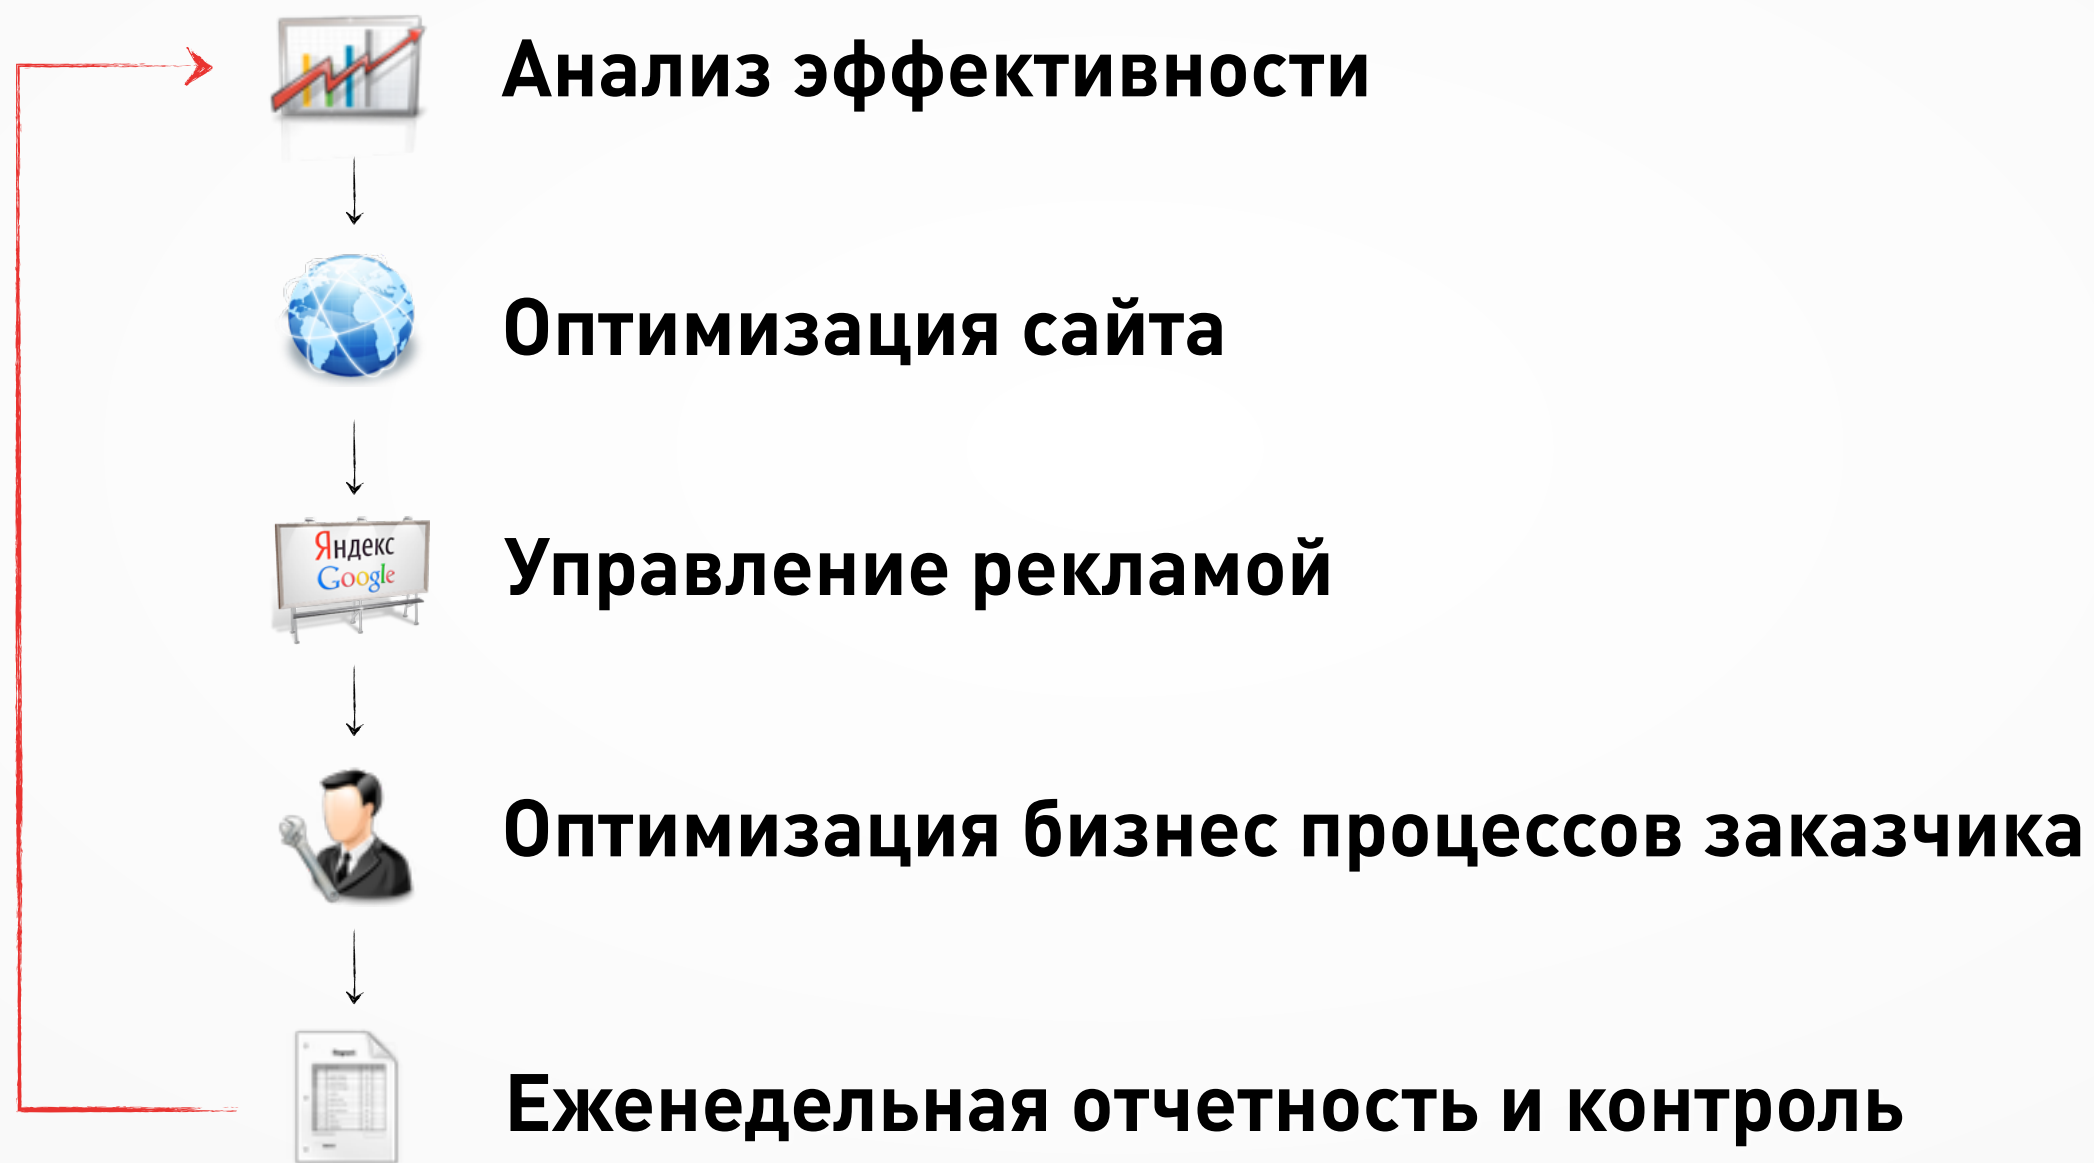 Анализ эффективности
Оптимизация сайта
Яндекс
Google
Управление рекламой
Оптимизация бизнес процессов заказчика
Еженедельная отчетность и контроль